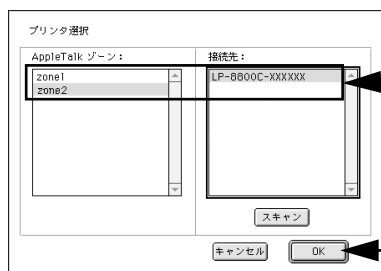 プリンタ選択
AppleTalk ゾーン：
接続先：
zone1
zone2
LP-8800C-XXXXXX
スキャン
キャンセル
OK